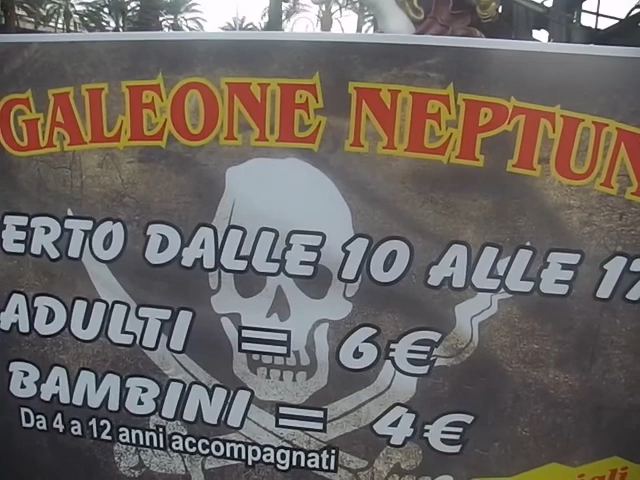 GALEONE NEPTUN
ERTO DALLE 10 ALLE 17
ADULTI = 6€
BAMBINI = 4€
Da 4 a 12 anni accompagnati